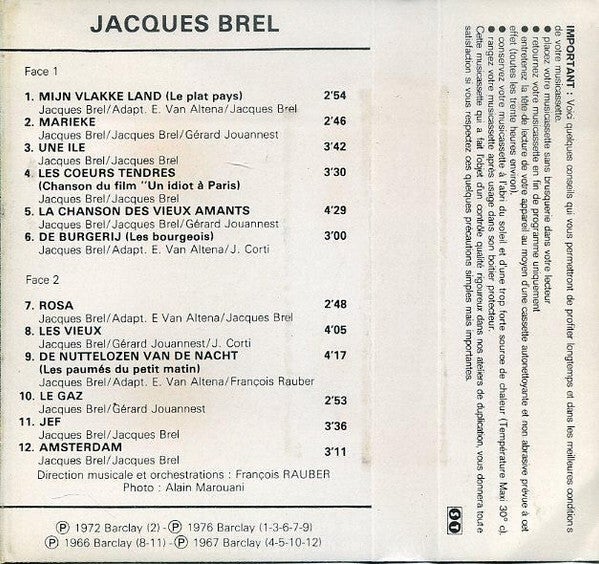 JACQUES BREL
Face 1
1. MIJN VLAKKE LAND (Le plat pays) 2'54
Jacques Brel/Adapt. E. Van Altena/Jacques Brel
2. MARIEKE 2'46
Jacques Brel/Jacques Brel/Gérard Jouannest
3. UNE ILE 3'42
Jacques Brel/Jacques Brel
4. LES COEURS TENDRES 3'30
(Chanson du film "Un idiot à Paris)
Jacques Brel/Jacques Brel
5. LA CHANSON DES VIEUX AMANTS 4'29
Jacques Brel/Jacques Brel/Gérard Jouannest
6. DE BURGERIJ (Les bourgeois) 3'00
Jacques Brel/Adapt. E. Van Altena/J. Corti
Face 2
7. ROSA 2'48
Jacques Brel/Adapt. E Van Altena/Jacques Brel
8. LES VIEUX 4'05
Jacques Brel/Gérard Jouannest/J. Corti
9. DE NUTTELOZEN VAN DE NACHT 4'17
(Les paumés du petit matin)
Jacques Brel/Adapt. E. Van Altena/François Rauber
10. LE GAZ
Jacques Brel/Gérard Jouannest 2'53
11. JEF
Jacques Brel/Jacques Brel 3'36
12. AMSTERDAM
Jacques Brel/Jacques Brel 3'11
Direction musicale et orchestrations : François RAUBER
Photo : Alain Marouani
℗ 1972 Barclay (2) - ℗ 1976 Barclay (1-3-6-7-9)
℗ 1966 Barclay (8-11) - ℗ 1967 Barclay (4-5-10-12)
IMPORTANT : Voici quelques conseils qui vous permettront de profiter longtemps et dans les meilleures conditions
de votre musicassette.
● placez votre musicassette sans brusquerie dans votre lecteur
● retournez votre musicassette en fin de programme uniquement
● entretenez la tête de lecture de votre appareil au moyen d'une cassette autonettoyante et non abrasive prévue à cet
effet (toutes les trente heures environ).
● conservez votre musicassette à l'abri du soleil et d'une trop forte source de chaleur (Température Maxi 30° c).
● rangez votre musicassette après usage dans son boîtier protecteur.
Cette musicassette qui a fait l'objet d'un contrôle qualité rigoureux dans nos ateliers de duplication, vous donnera toute
satisfaction si vous respectez ces quelques précautions simples mais importantes.
S T